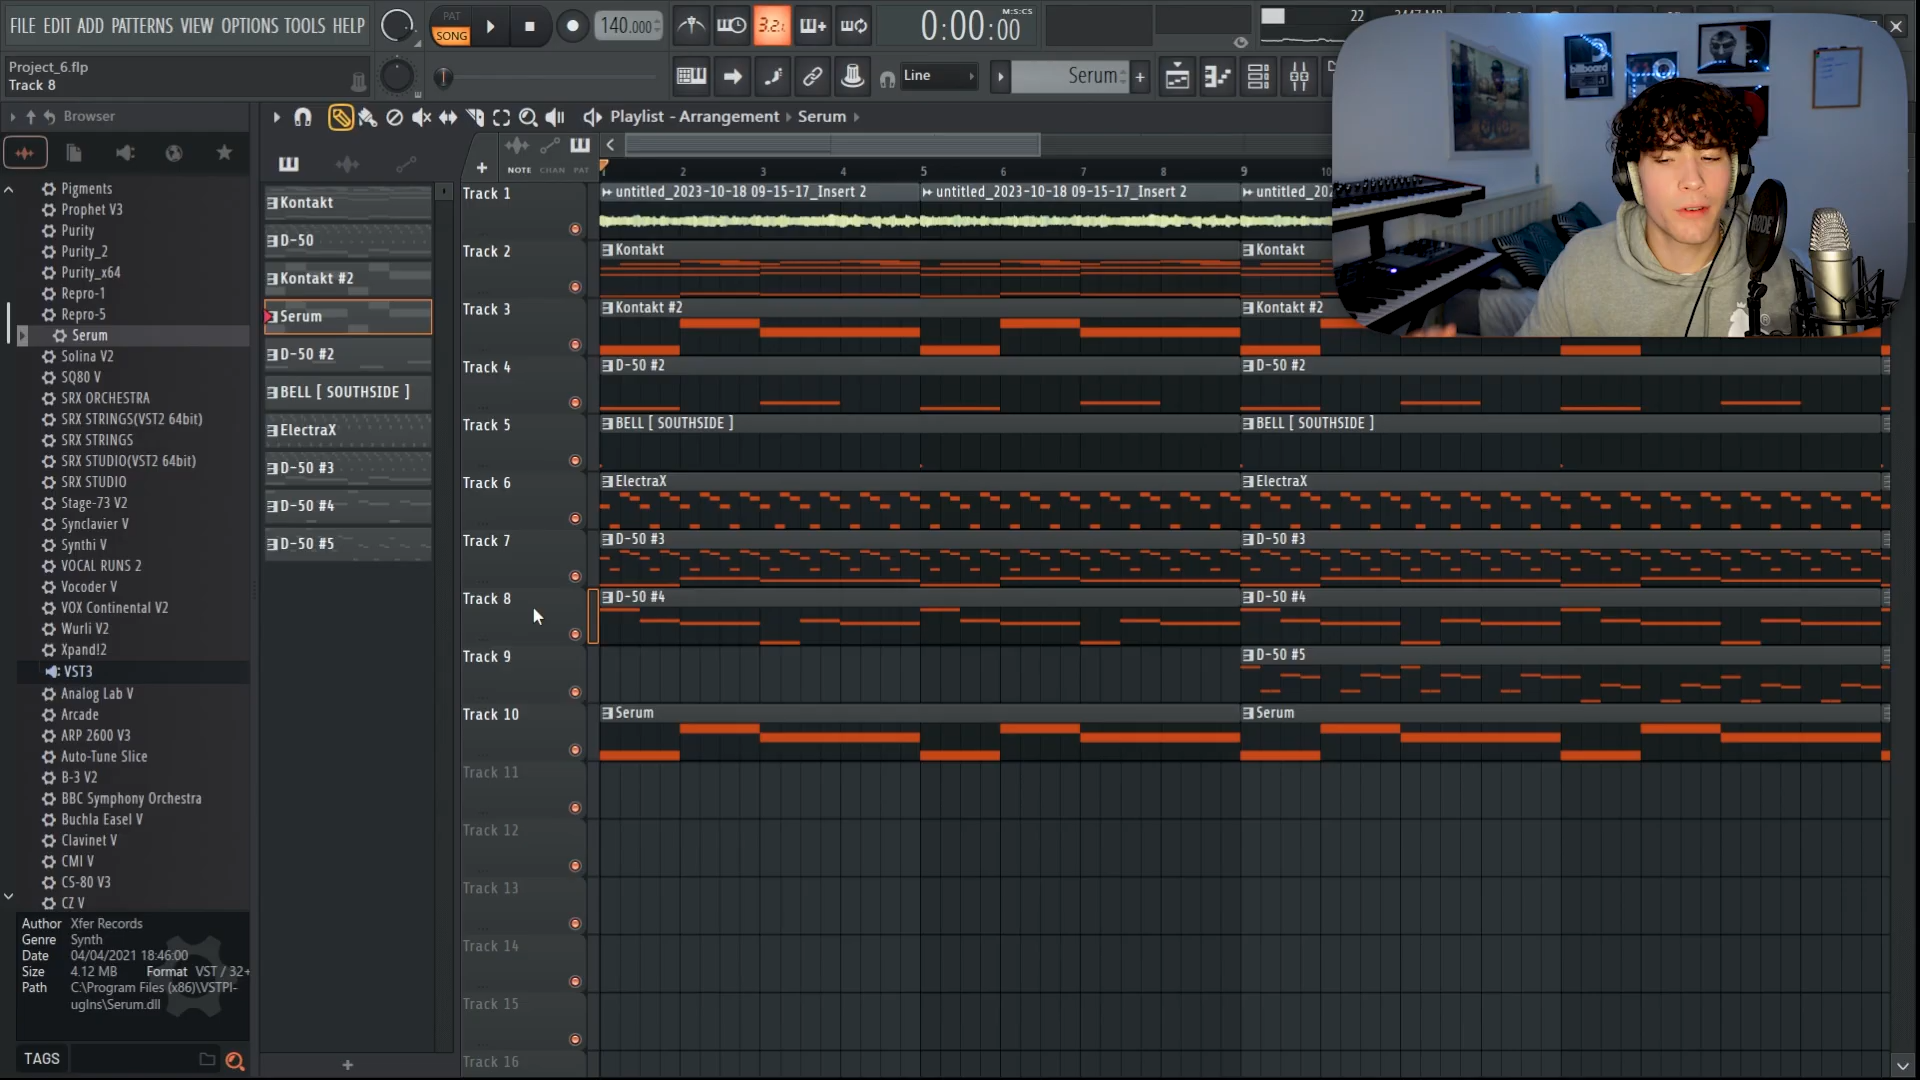 FILE EDIT ADD PATTERNS VIEW OPTIONS TOOLS HELP
PAT
SONG
140.000
3.2.
0:00:00
M:S:CS
22
2447 MB
Project_6.flp
Track 8
Line
Serum
Browser
Playlist - Arrangement › Serum ›
NOTE CHAN PAT
2 3 4 5 6 7 8 9 10
Pigments
Prophet V3
Purity
Purity_2
Purity_x64
Repro-1
Repro-5
Serum
Solina V2
SQ80 V
SRX ORCHESTRA
SRX STRINGS(VST2 64bit)
SRX STRINGS
SRX STUDIO(VST2 64bit)
SRX STUDIO
Stage-73 V2
Synclavier V
Synthi V
VOCAL RUNS 2
Vocoder V
VOX Continental V2
Wurli V2
Xpand!2
VST3
Analog Lab V
Arcade
ARP 2600 V3
Auto-Tune Slice
B-3 V2
BBC Symphony Orchestra
Buchla Easel V
Clavinet V
CMI V
CS-80 V3
CZ V
Author Xfer Records
Genre Synth
Date 04/04/2021 18:46:00
Size 4.12 MB Format VST / 32+
Path C:\Program Files (x86)\VSTPl-
ugIns\Serum.dll
TAGS
Kontakt
D-50
Kontakt #2
Serum
D-50 #2
BELL [ SOUTHSIDE ]
ElectraX
D-50 #3
D-50 #4
D-50 #5
Track 1
untitled_2023-10-18 09-15-17_Insert 2
untitled_2023-10-18 09-15-17_Insert 2
untitled_202
Track 2
Kontakt
Kontakt
Track 3
Kontakt #2
Kontakt #2
Track 4
D-50 #2
D-50 #2
Track 5
BELL [ SOUTHSIDE ]
BELL [ SOUTHSIDE ]
Track 6
ElectraX
ElectraX
Track 7
D-50 #3
D-50 #3
Track 8
D-50 #4
D-50 #4
Track 9
D-50 #5
Track 10
Serum
Serum
Track 11
Track 12
Track 13
Track 14
Track 15
Track 16
billboard
RØDE